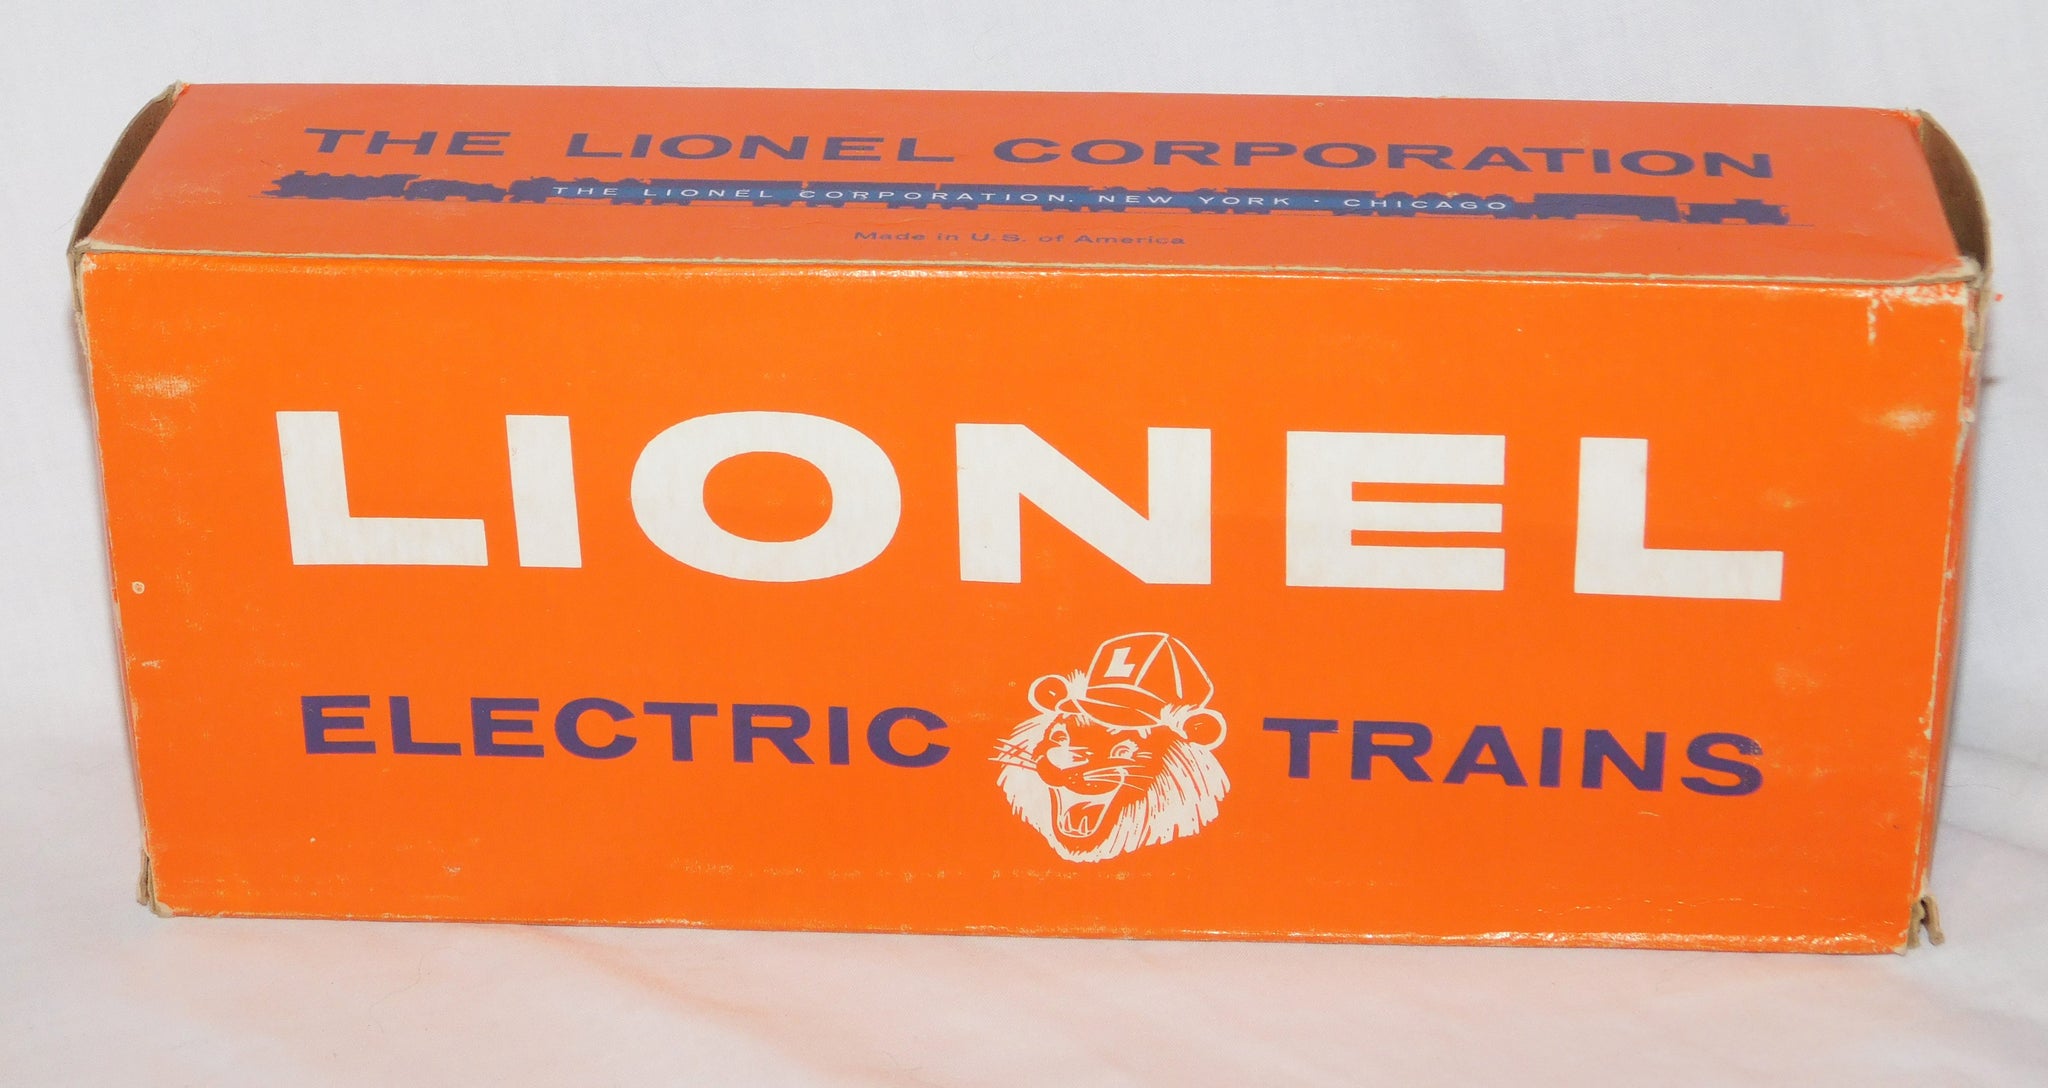 THE LIONEL CORPORATION
THE LIONEL CORPORATION. NEW YORK · CHICAGO
Made in U.S. of America
LIONEL
L
ELECTRIC TRAINS